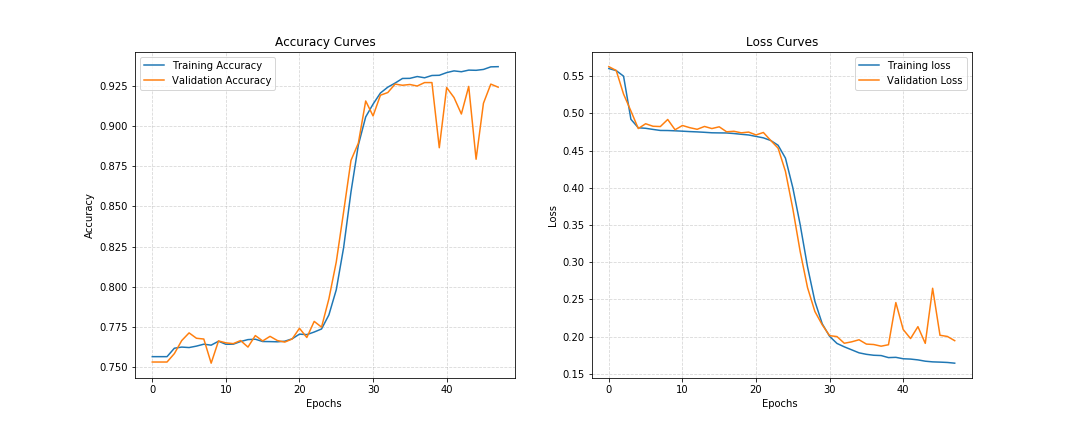 Accuracy Curves
Training Accuracy
Validation Accuracy
0.925
0.900
0.875
0.850
0.825
0.800
0.775
0.750
Accuracy
0 10 20 30 40
Epochs
Loss Curves
Training loss
Validation Loss
0.55
0.50
0.45
0.40
0.35
0.30
0.25
0.20
0.15
Loss
0 10 20 30 40
Epochs